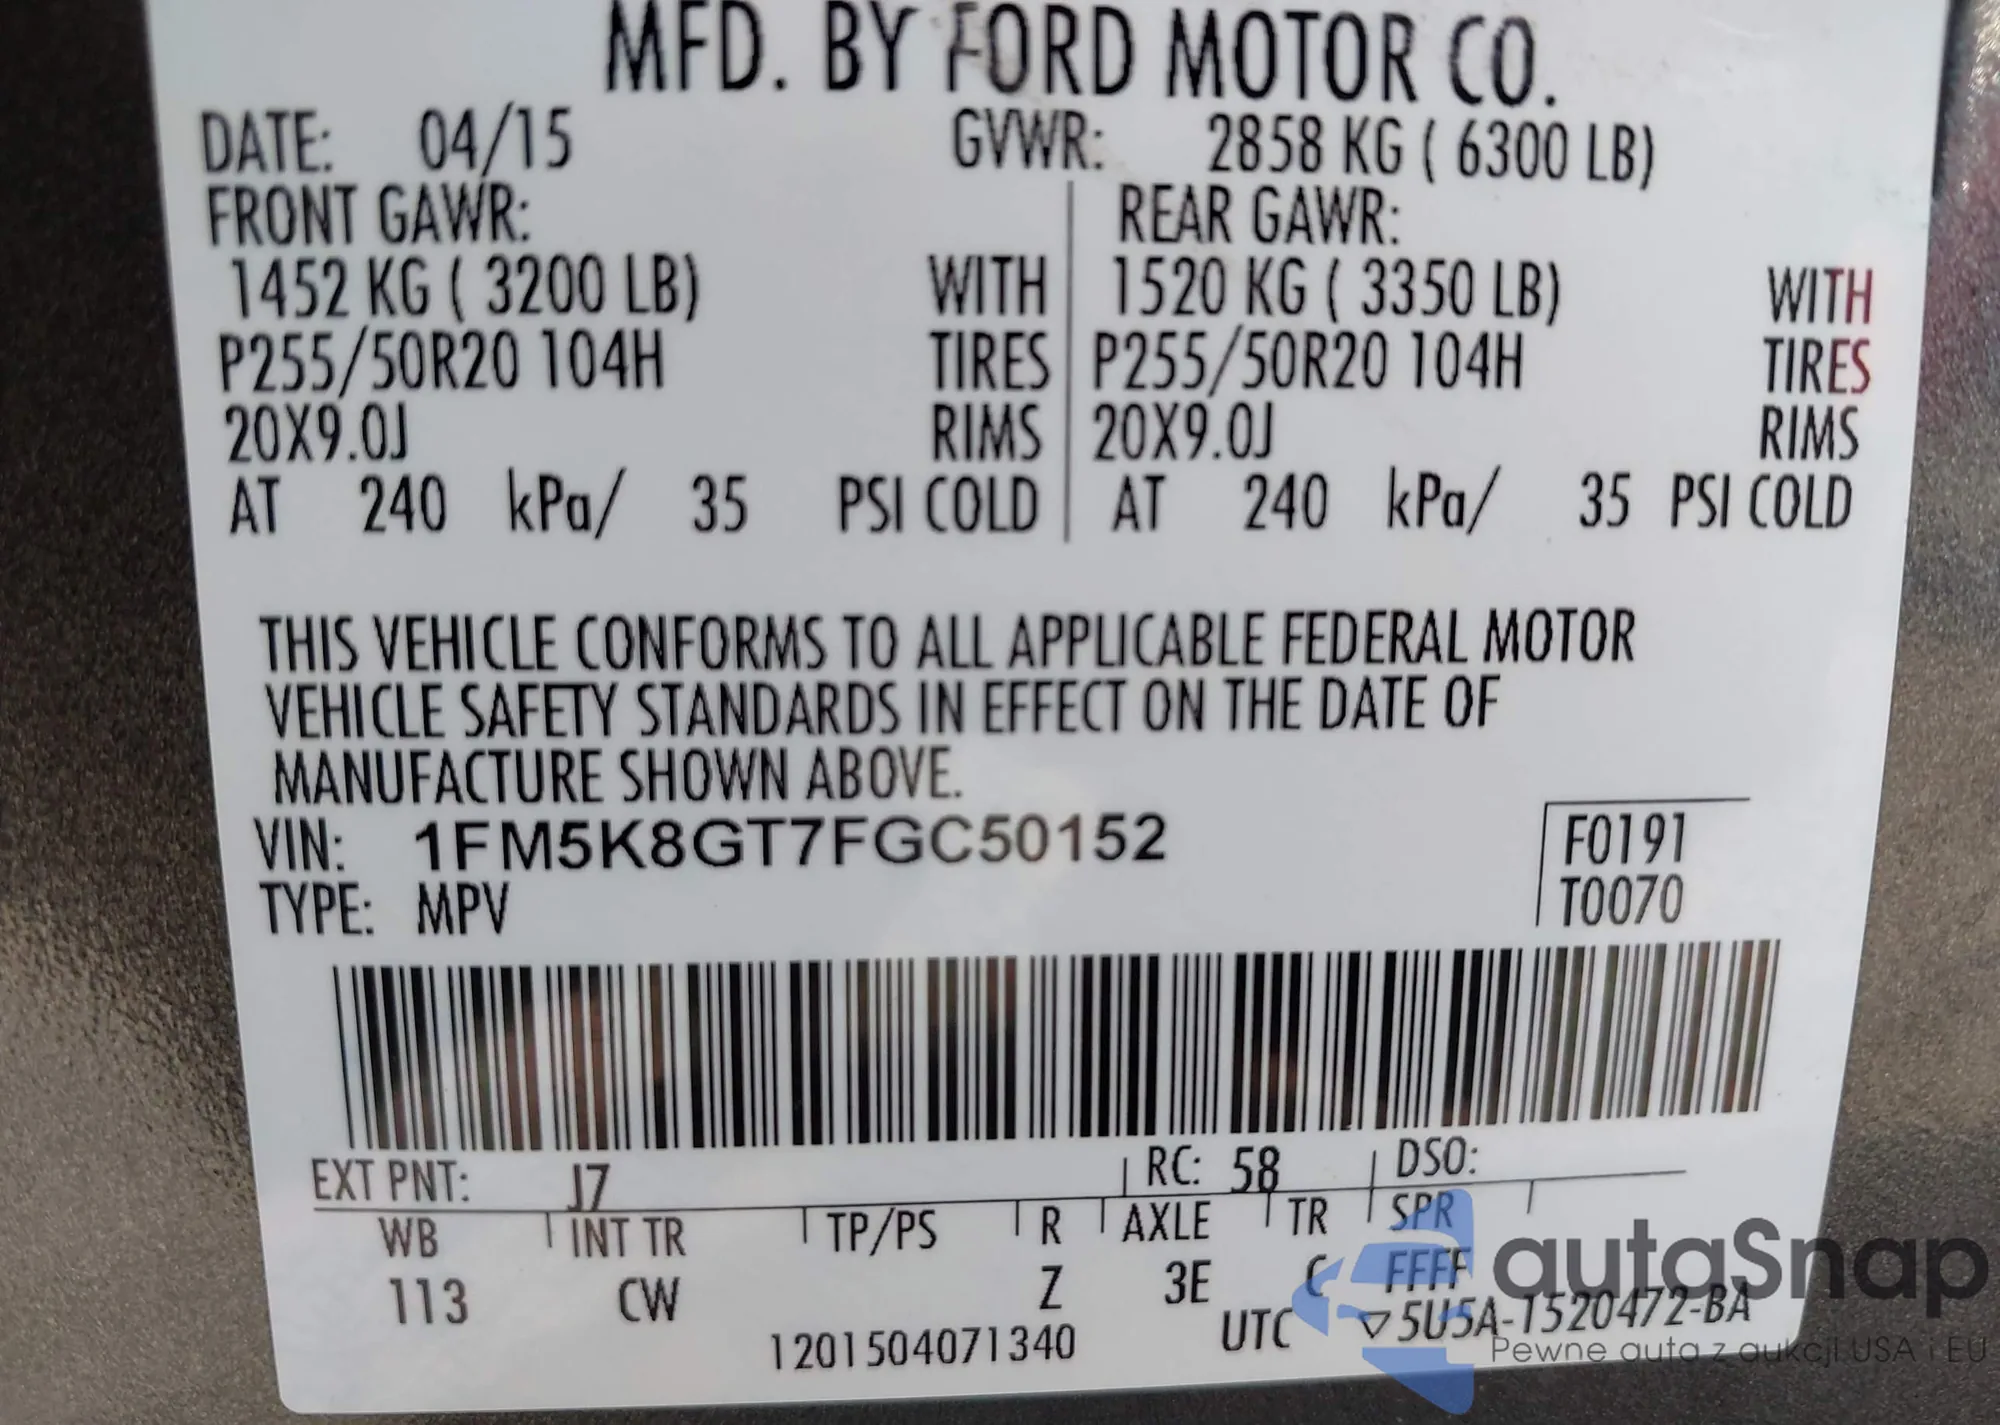 MFD. BY FORD MOTOR CO.
DATE: 04/15 GVWR: 2858 KG ( 6300 LB)
FRONT GAWR: REAR GAWR:
1452 KG ( 3200 LB) WITH 1520 KG ( 3350 LB) WITH
P255/50R20 104H TIRES P255/50R20 104H TIRES
20X9.0J RIMS 20X9.0J RIMS
AT 240 kPa/ 35 PSI COLD AT 240 kPa/ 35 PSI COLD
THIS VEHICLE CONFORMS TO ALL APPLICABLE FEDERAL MOTOR
VEHICLE SAFETY STANDARDS IN EFFECT ON THE DATE OF
MANUFACTURE SHOWN ABOVE.
VIN: 1FM5K8GT7FGC50152 F0191
TYPE: MPV T0070
EXT PNT: J7 RC: 58 DSO:
WB INT TR TP/PS R AXLE TR SPR
113 CW Z 3E C FFFF
1201504071340 UTC ▽5U5A-1520472-BA
autaSnap
Pewne auta z aukcji USA i EU